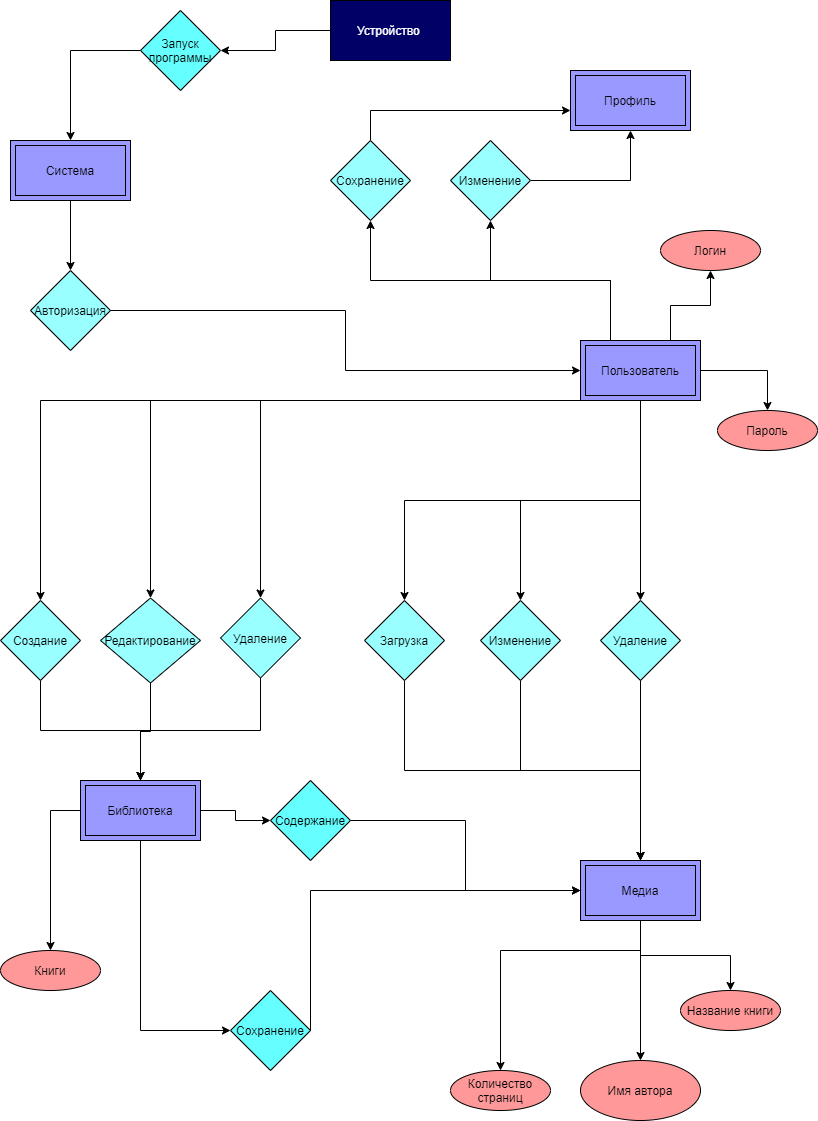 Устройство
Запуск
программы
Профиль
Система
Сохранение
Изменение
Логин
Авторизация
Пользователь
Пароль
Создание
Редактирование
Удаление
Загрузка
Изменение
Удаление
Библиотека
Содержание
Медиа
Книги
Сохранение
Название книги
Количество
страниц
Имя автора